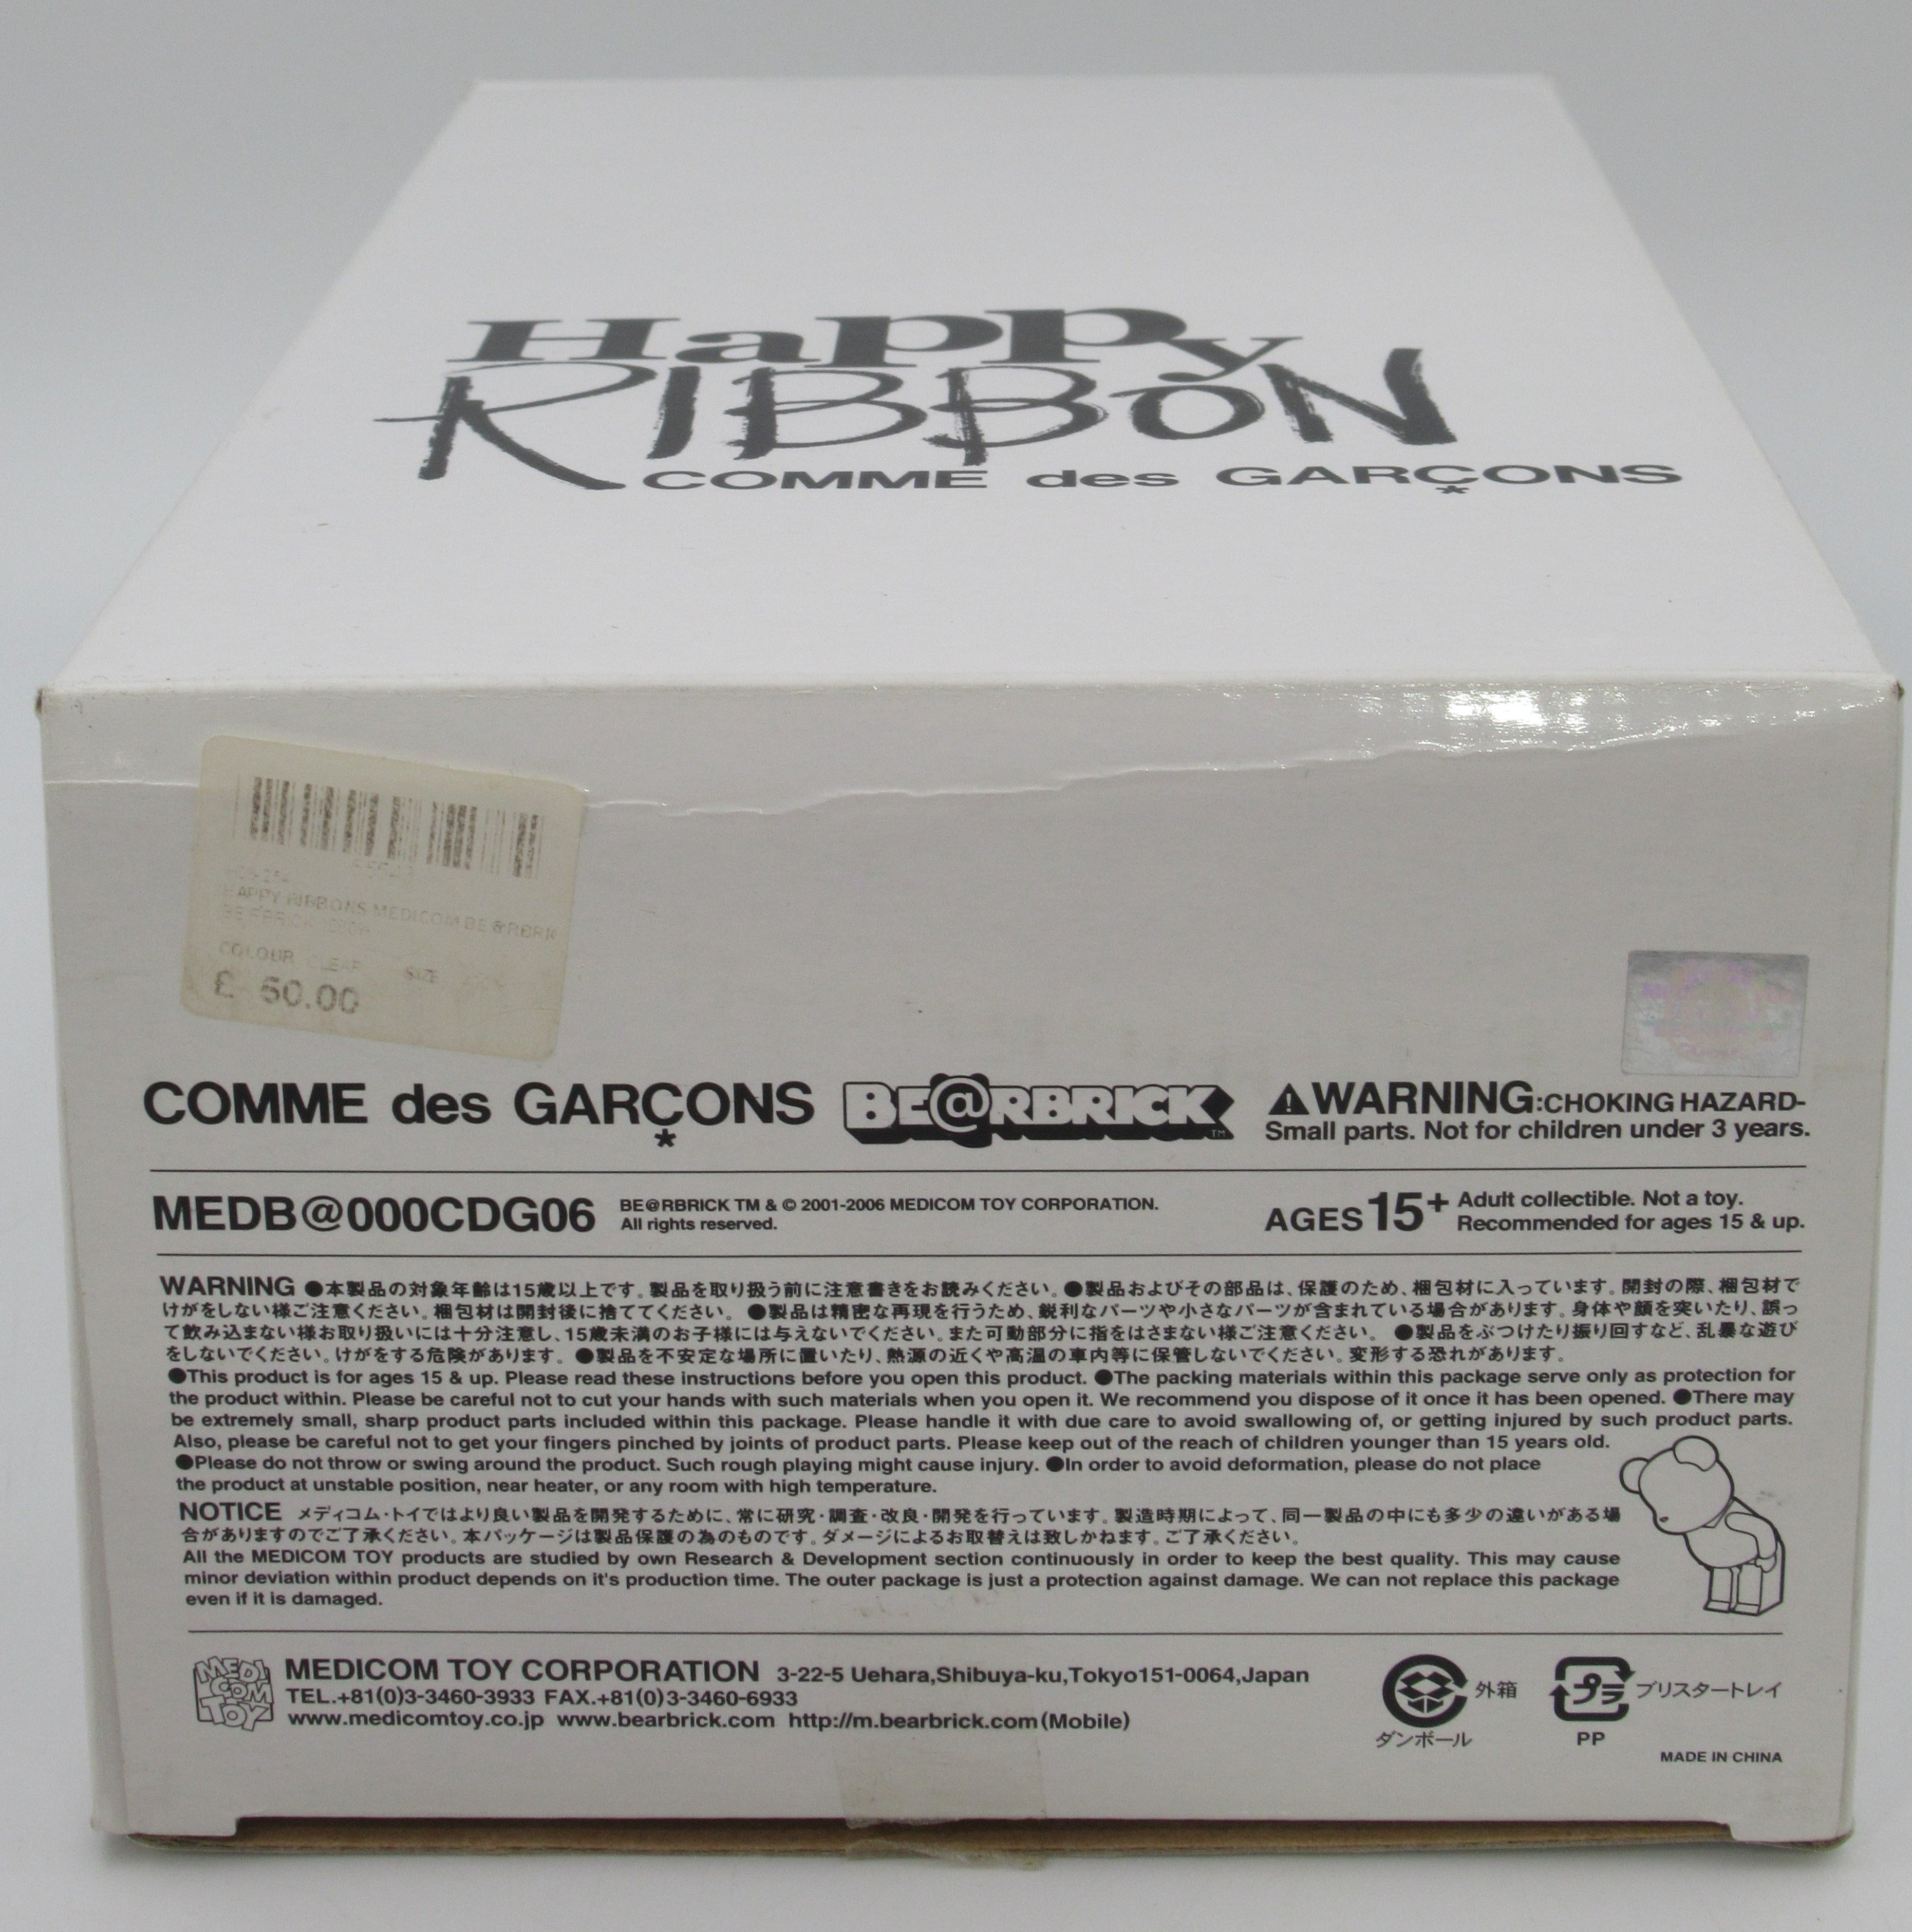 Happy
RIBBON
COMME des GARÇONS
HAPPY RIBBONS MEDICOM BE@RBRI
COLOUR CLEAR SIZE
£ 50.00
COMME des GARÇONS BE@RBRICK TM ⚠WARNING:CHOKING HAZARD-
Small parts. Not for children under 3 years.
MEDB@000CDG06 BE@RBRICK TM & © 2001-2006 MEDICOM TOY CORPORATION.
All rights reserved.
AGES 15+ Adult collectible. Not a toy.
Recommended for ages 15 & up.
WARNING ●本製品の対象年齢は15歳以上です。製品を取り扱う前に注意書きをお読みください。●製品およびその部品は、保護のため、梱包材に入っています。開封の際、梱包材で
けがをしない様ご注意ください。梱包材は開封後に捨ててください。 ●製品は精密な再現を行うため、鋭利なパーツや小さなパーツが含まれている場合があります。身体や顔を突いたり、誤っ
て飲み込まない様お取り扱いには十分注意し、15歳未満のお子様には与えないでください。また可動部分に指をはさまない様ご注意ください。 ●製品をぶつけたり振り回すなど、乱暴な遊び
をしないでください。けがをする危険があります。 ●製品を不安定な場所に置いたり、熱源の近くや高温の車内等に保管しないでください。変形する恐れがあります。
●This product is for ages 15 & up. Please read these instructions before you open this product. ●The packing materials within this package serve only as protection for
the product within. Please be careful not to cut your hands with such materials when you open it. We recommend you dispose of it once it has been opened. ●There may
be extremely small, sharp product parts included within this package. Please handle it with due care to avoid swallowing of, or getting injured by such product parts.
Also, please be careful not to get your fingers pinched by joints of product parts. Please keep out of the reach of children younger than 15 years old.
●Please do not throw or swing around the product. Such rough playing might cause injury. ●In order to avoid deformation, please do not place
the product at unstable position, near heater, or any room with high temperature.
NOTICE メディコム・トイではより良い製品を開発するために、常に研究・調査・改良・開発を行っています。製造時期によって、同一製品の中にも多少の違いがある場
合がありますのでご了承ください。本パッケージは製品保護の為のものです。ダメージによるお取替えは致しかねます。ご了承ください。
All the MEDICOM TOY products are studied by own Research & Development section continuously in order to keep the best quality. This may cause
minor deviation within product depends on it's production time. The outer package is just a protection against damage. We can not replace this package
even if it is damaged.
MEDI COM TOY
MEDICOM TOY CORPORATION 3-22-5 Uehara,Shibuya-ku,Tokyo151-0064,Japan
TEL.+81(0)3-3460-3933 FAX.+81(0)3-3460-6933
www.medicomtoy.co.jp www.bearbrick.com http://m.bearbrick.com(Mobile)
外箱
ダンボール
プラ ブリスタートレイ
PP
MADE IN CHINA